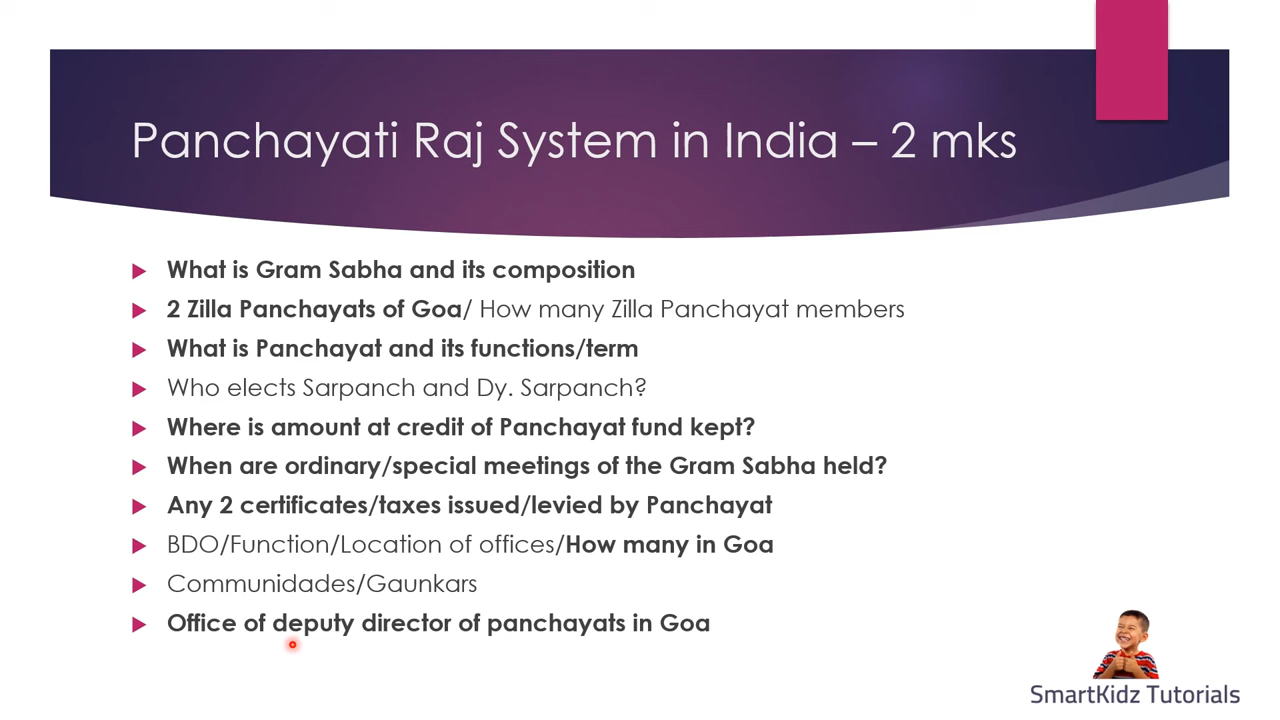 Panchayati Raj System in India – 2 mks
What is Gram Sabha and its composition
2 Zilla Panchayats of Goa/ How many Zilla Panchayat members
What is Panchayat and its functions/term
Who elects Sarpanch and Dy. Sarpanch?
Where is amount at credit of Panchayat fund kept?
When are ordinary/special meetings of the Gram Sabha held?
Any 2 certificates/taxes issued/levied by Panchayat
BDO/Function/Location of offices/How many in Goa
Communidades/Gaunkars
Office of deputy director of panchayats in Goa
SmartKidz Tutorials